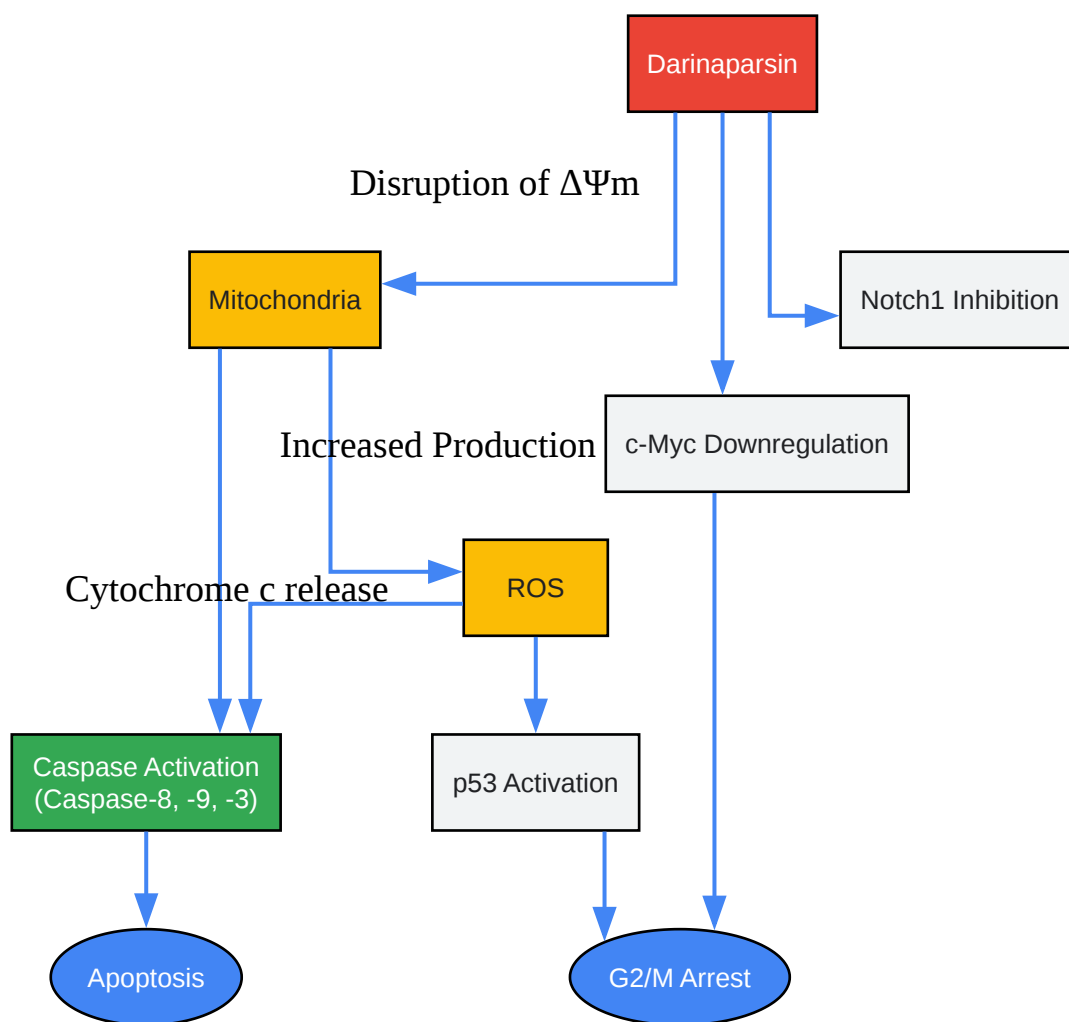 Darinaparsin
Disruption of ΔΨm
Mitochondria
Notch1 Inhibition
Increased Production
c-Myc Downregulation
Cytochrome c release
ROS
Caspase Activation
(Caspase-8, -9, -3)
p53 Activation
Apoptosis
G2/M Arrest